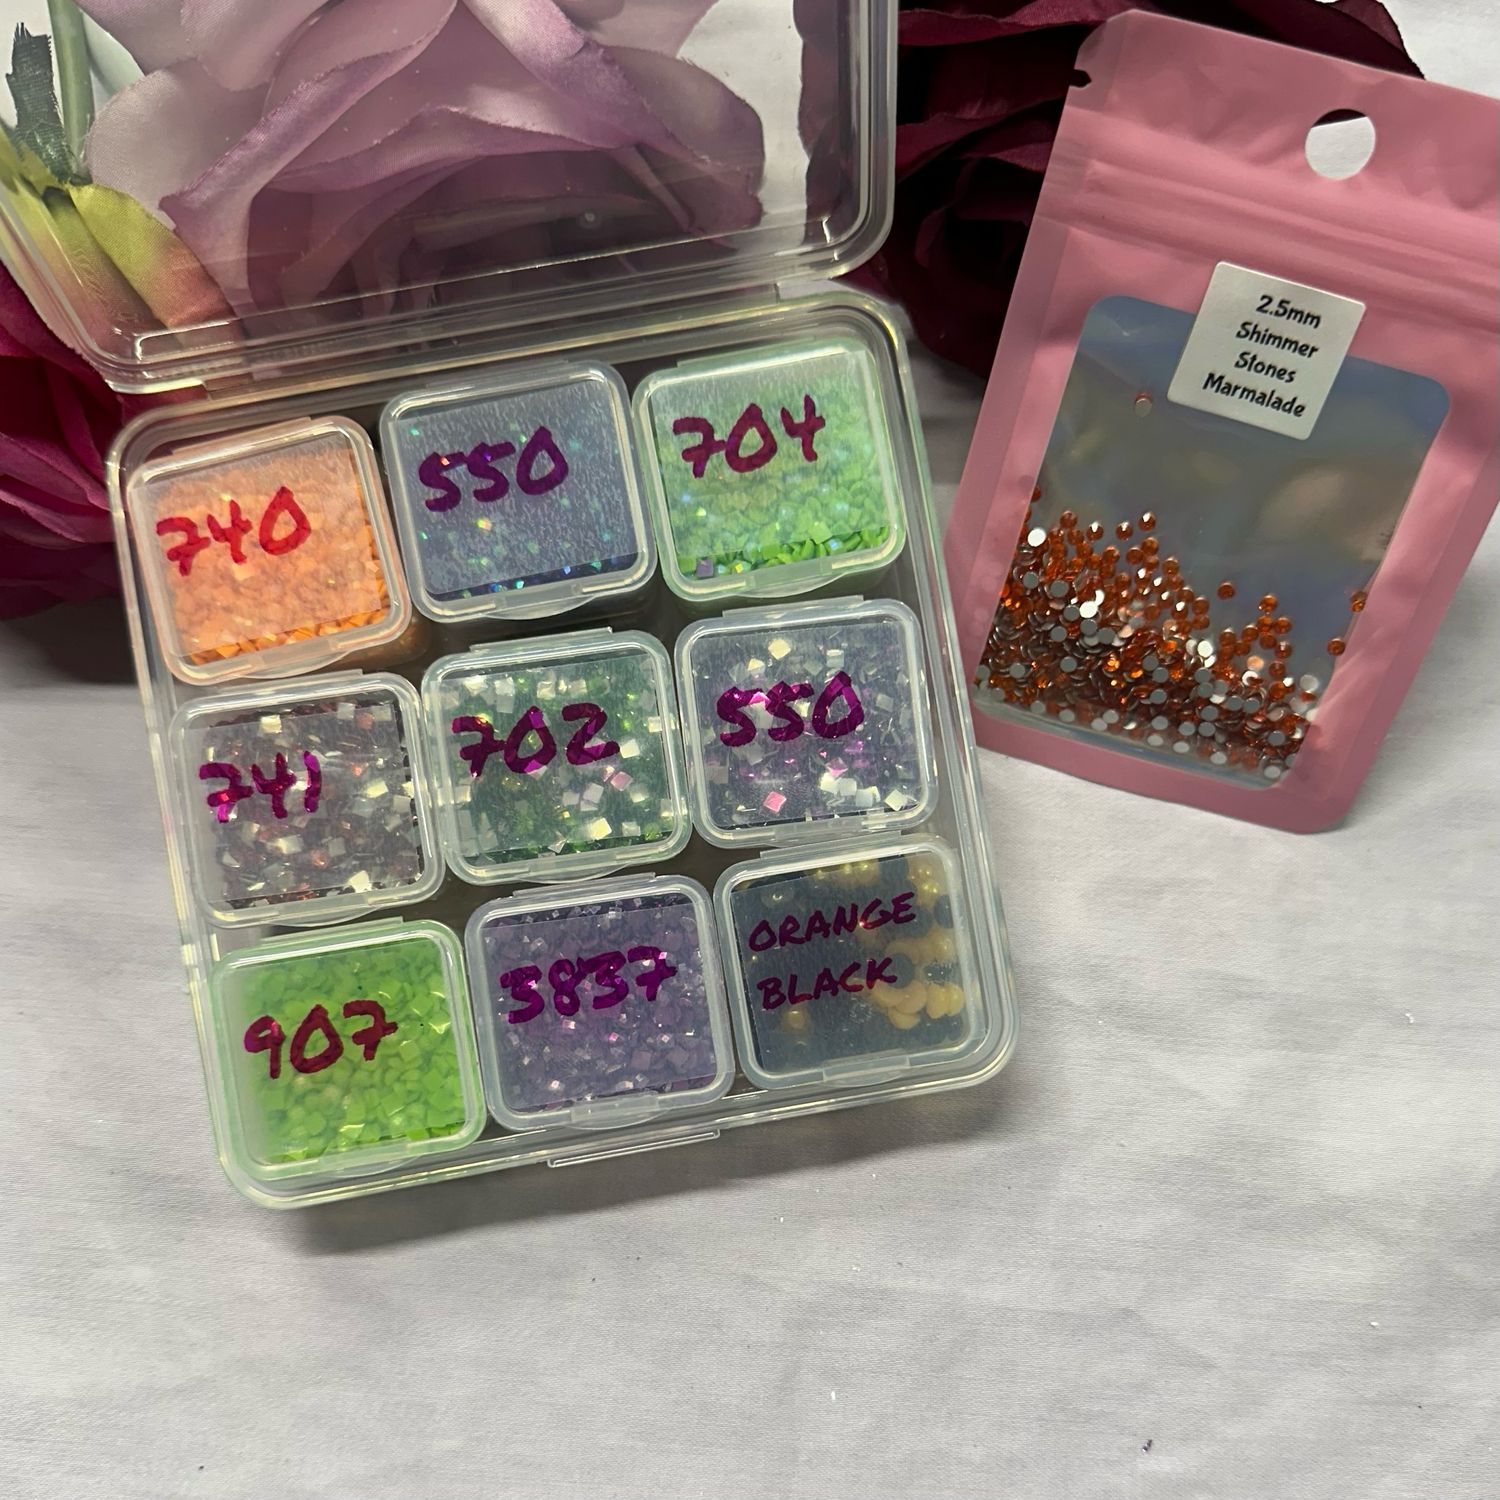 740
550
704
741
702
550
907
3837
ORANGE
BLACK
2.5mm
Shimmer
Stones
Marmalade